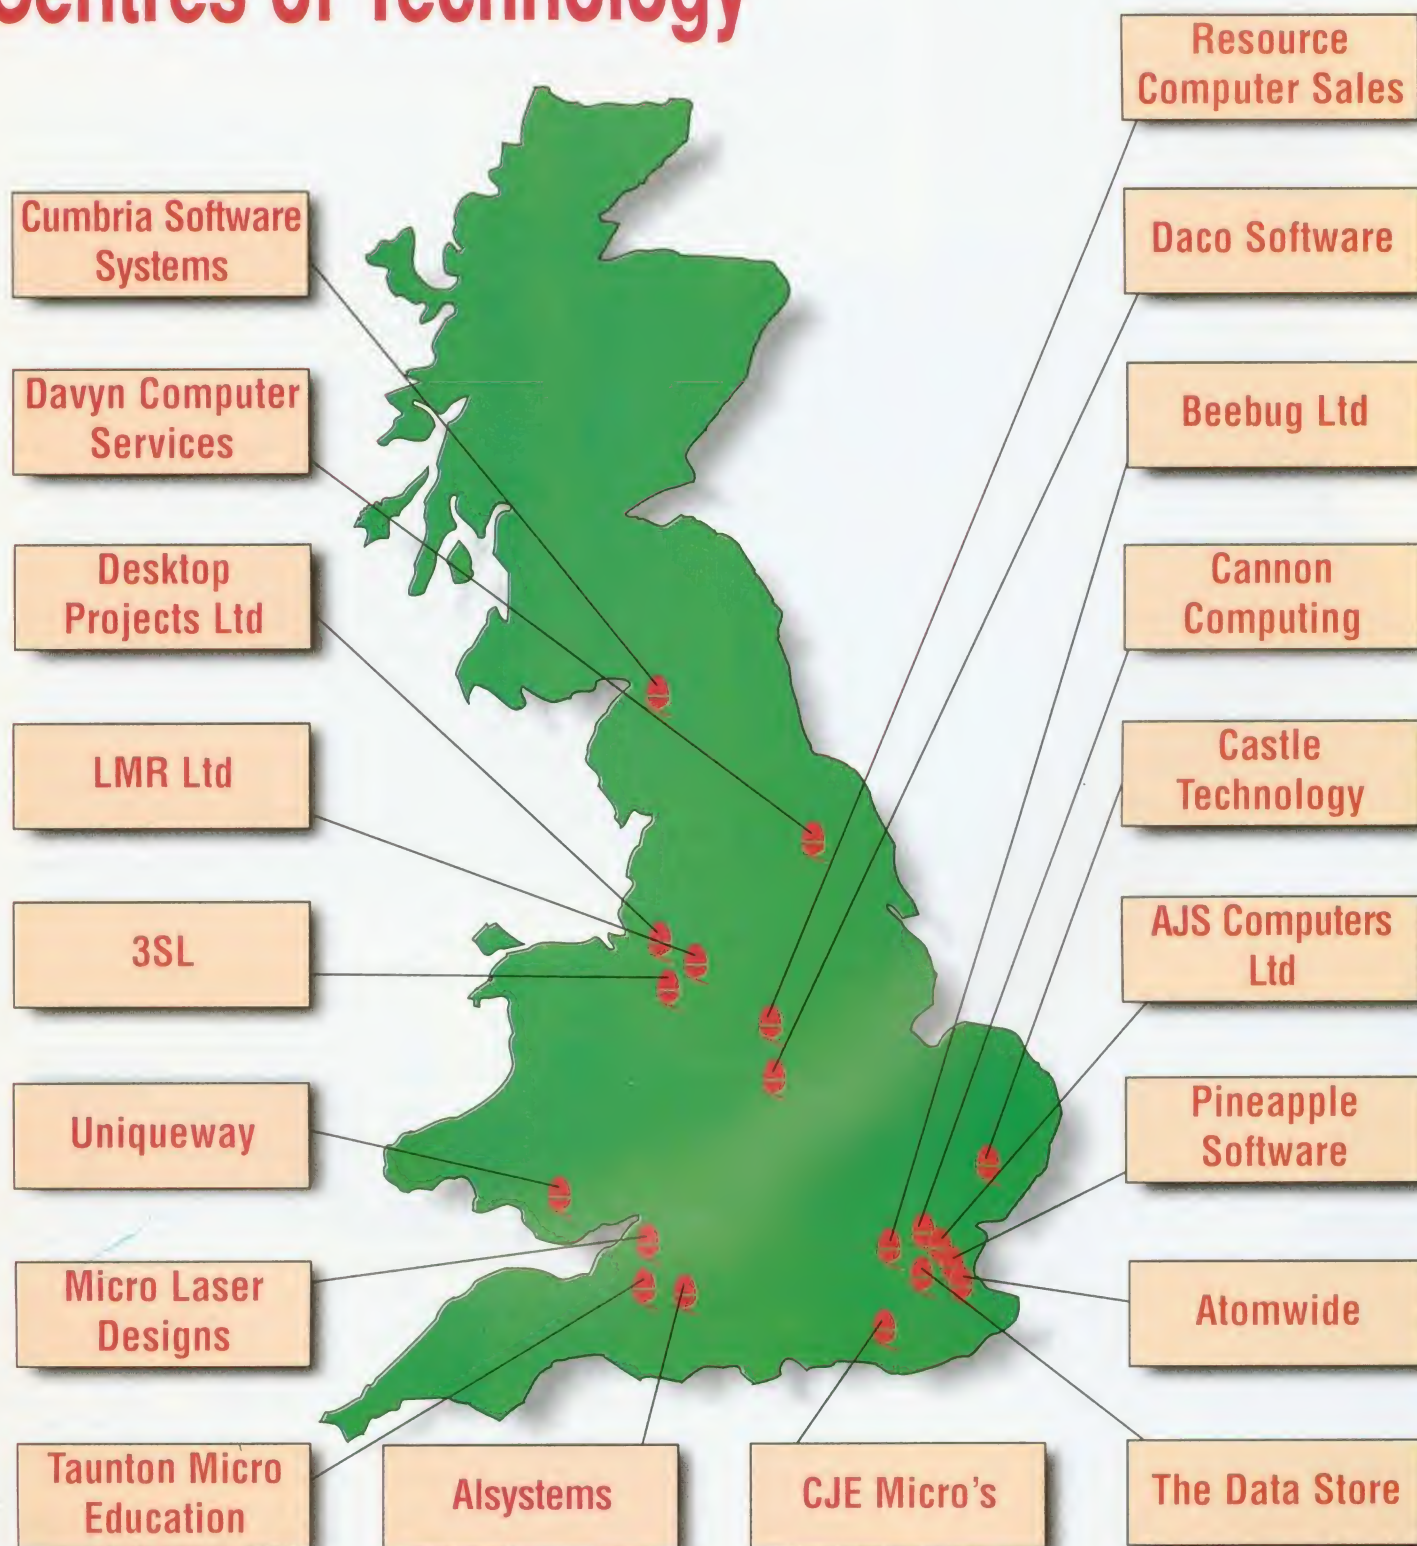 Centres of Technology
Resource
Computer Sales
Cumbria Software
Systems
Daco Software
Davyn Computer
Services
Beebug Ltd
Desktop
Projects Ltd
Cannon
Computing
LMR Ltd
Castle
Technology
3SL
AJS Computers
Ltd
Uniqueway
Pineapple
Software
Micro Laser
Designs
Atomwide
Taunton Micro
Education
Alsystems
CJE Micro's
The Data Store